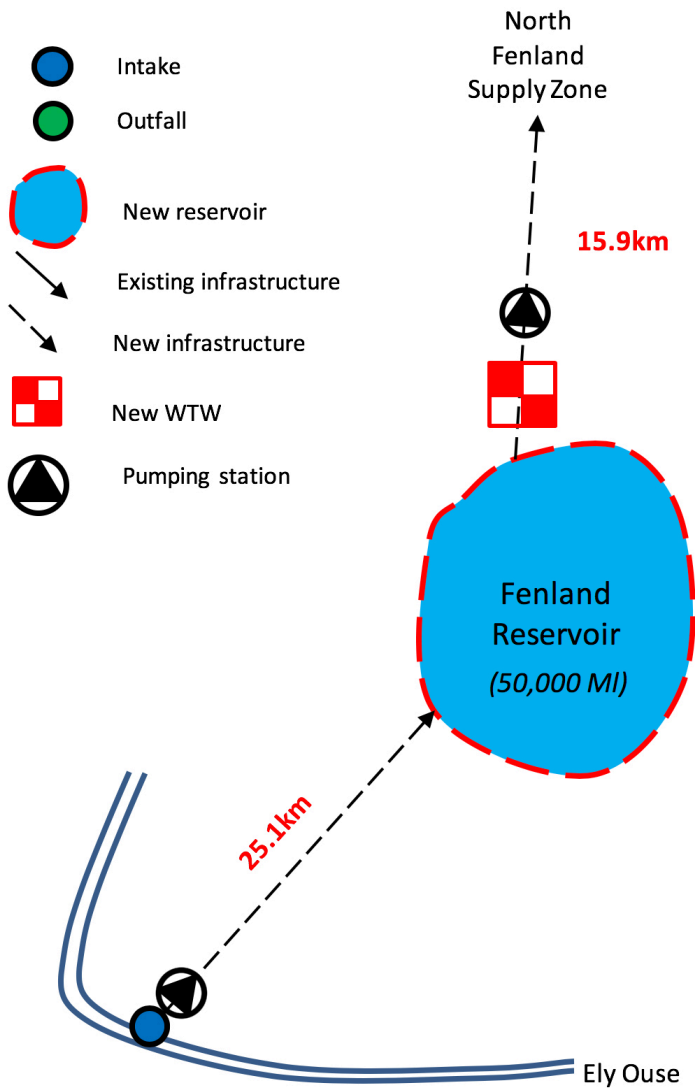 North
Fenland
Supply Zone
Intake
Outfall
New reservoir
Existing infrastructure
New infrastructure
New WTW
Pumping station
15.9km
Fenland
Reservoir
(50,000 Ml)
25.1km
Ely Ouse